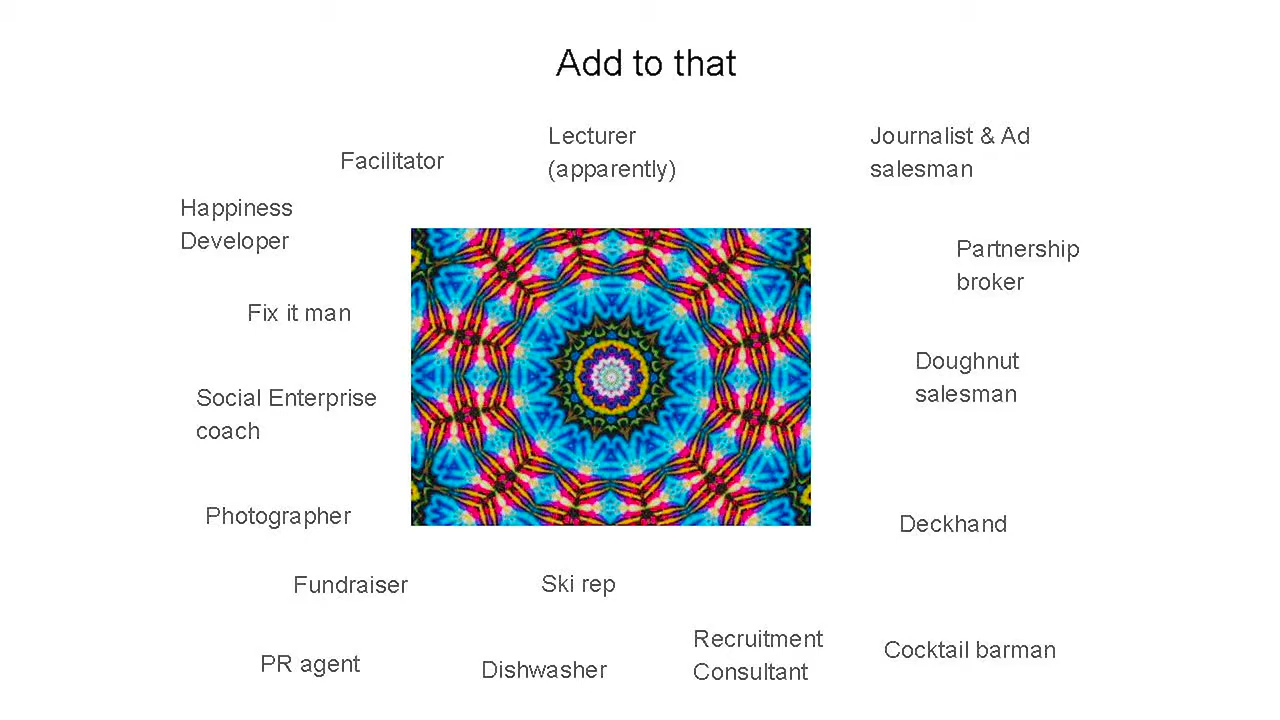 Add to that
Lecturer
(apparently)
Journalist & Ad
salesman
Facilitator
Happiness
Developer
Partnership
broker
Fix it man
Doughnut
salesman
Social Enterprise
coach
Photographer
Deckhand
Fundraiser
Ski rep
Recruitment
Consultant
Cocktail barman
PR agent
Dishwasher